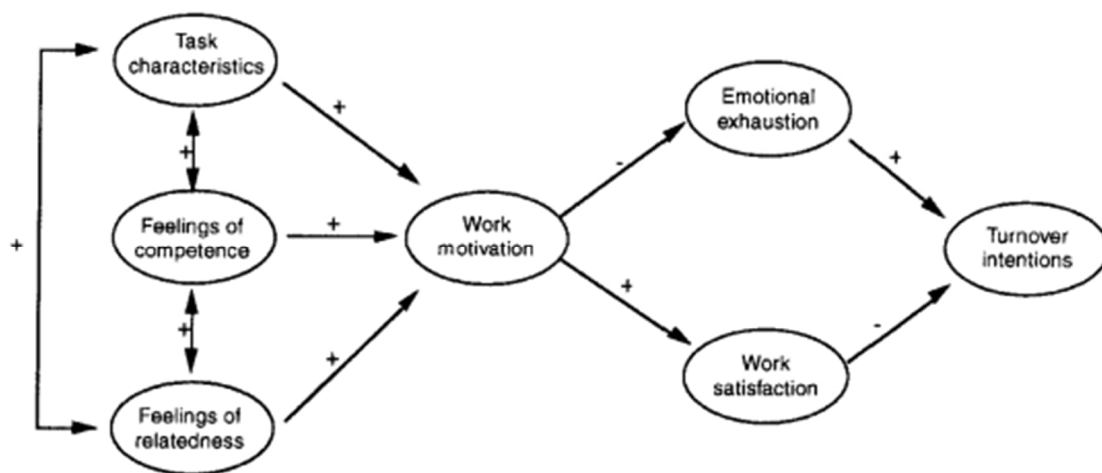 Task
characteristics
+
+
Emotional
exhaustion
-
+
+
Feelings of
competence
+
Work
motivation
Turnover
intentions
+
+
+
+
-
Work
satisfaction
Feelings of
relatedness